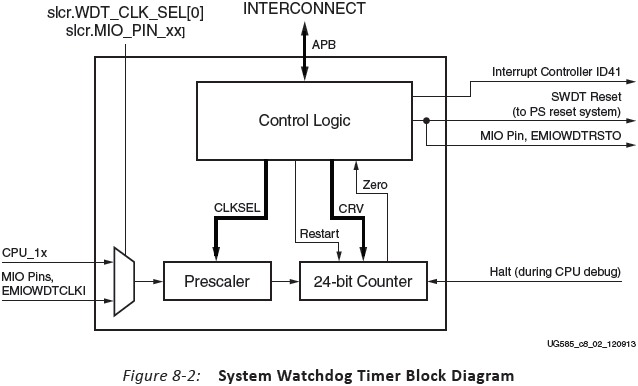 slcr.WDT_CLK_SEL[0]
slcr.MIO_PIN_xx]
INTERCONNECT
APB
Interrupt Controller ID41
SWDT Reset
(to PS reset system)
MIO Pin, EMIOWDTRSTO
Control Logic
Zero
CLKSEL
CRV
Restart
CPU_1x
MIO Pins,
EMIOWDTCLKI
Prescaler
24-bit Counter
Halt (during CPU debug)
UG585_c8_02_120913
Figure 8-2: System Watchdog Timer Block Diagram